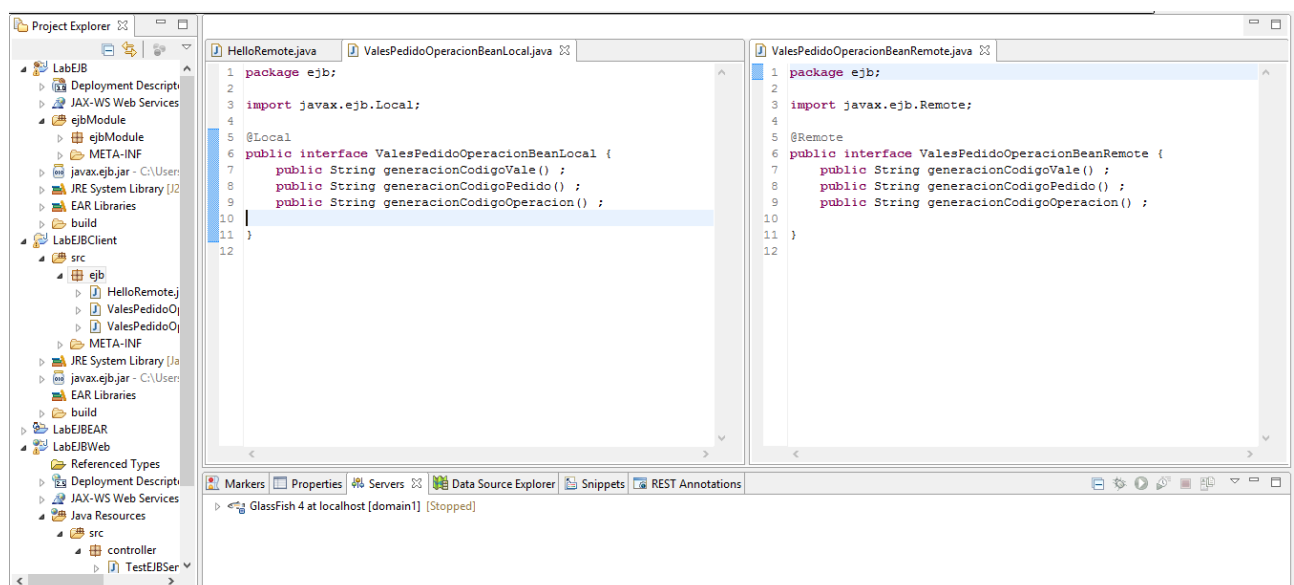 Project Explorer
LabEJB
Deployment Descripto
JAX-WS Web Services
ejbModule
ejbModule
META-INF
javax.ejb.jar - C:\User:
JRE System Library [J2
EAR Libraries
build
LabEJBClient
src
ejb
HelloRemote.j
ValesPedidoO
ValesPedidoO
META-INF
JRE System Library [Ja
javax.ejb.jar - C:\User:
EAR Libraries
build
LabEJBEAR
LabEJBWeb
Referenced Types
Deployment Descripto
JAX-WS Web Services
Java Resources
src
controller
TestEJBSer
HelloRemote.java ValesPedidoOperacionBeanLocal.java
1 package ejb;
2
3 import javax.ejb.Local;
4
5 @Local
6 public interface ValesPedidoOperacionBeanLocal {
7 public String generacionCodigoVale() ;
8 public String generacionCodigoPedido() ;
9 public String generacionCodigoOperacion() ;
10
11 }
12
ValesPedidoOperacionBeanRemote.java
1 package ejb;
2
3 import javax.ejb.Remote;
4
5 @Remote
6 public interface ValesPedidoOperacionBeanRemote {
7 public String generacionCodigoVale() ;
8 public String generacionCodigoPedido() ;
9 public String generacionCodigoOperacion() ;
10
11 }
12
Markers Properties Servers Data Source Explorer Snippets REST Annotations
GlassFish 4 at localhost [domain1] [Stopped]